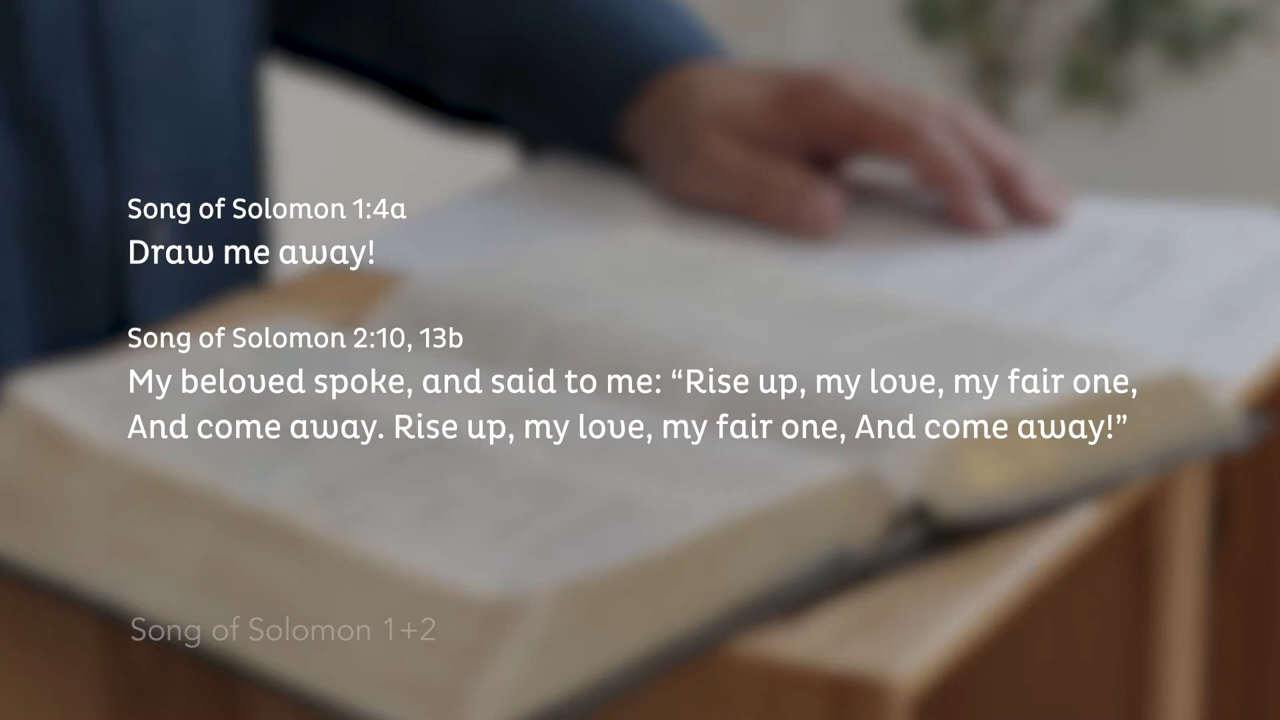 Song of Solomon 1:4a
Draw me away!
Song of Solomon 2:10, 13b
My beloved spoke, and said to me: “Rise up, my love, my fair one,
And come away. Rise up, my love, my fair one, And come away!”
Song of Solomon 1+2